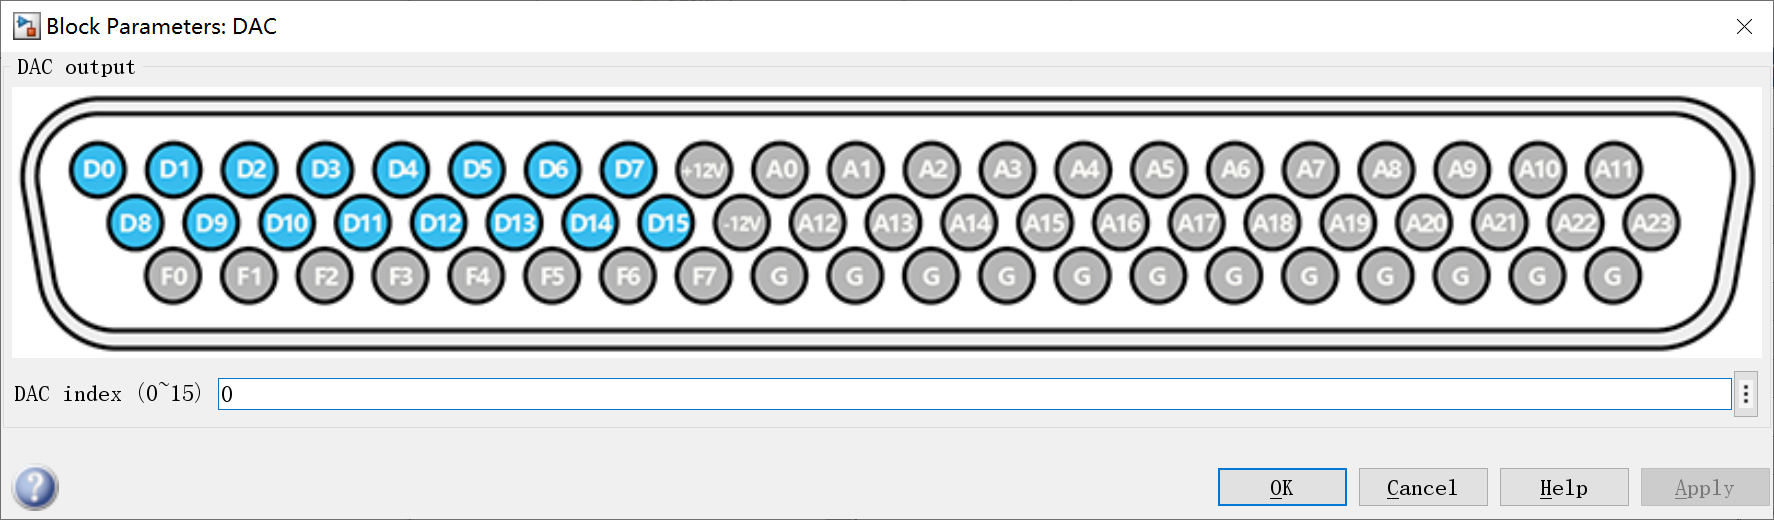 Block Parameters: DAC
DAC output
D0 D1 D2 D3 D4 D5 D6 D7 +12V A0 A1 A2 A3 A4 A5 A6 A7 A8 A9 A10 A11
D8 D9 D10 D11 D12 D13 D14 D15 -12V A12 A13 A14 A15 A16 A17 A18 A19 A20 A21 A22 A23
F0 F1 F2 F3 F4 F5 F6 F7 G G G G G G G G G G G G
DAC index (0~15) 0
? OK Cancel Help Apply